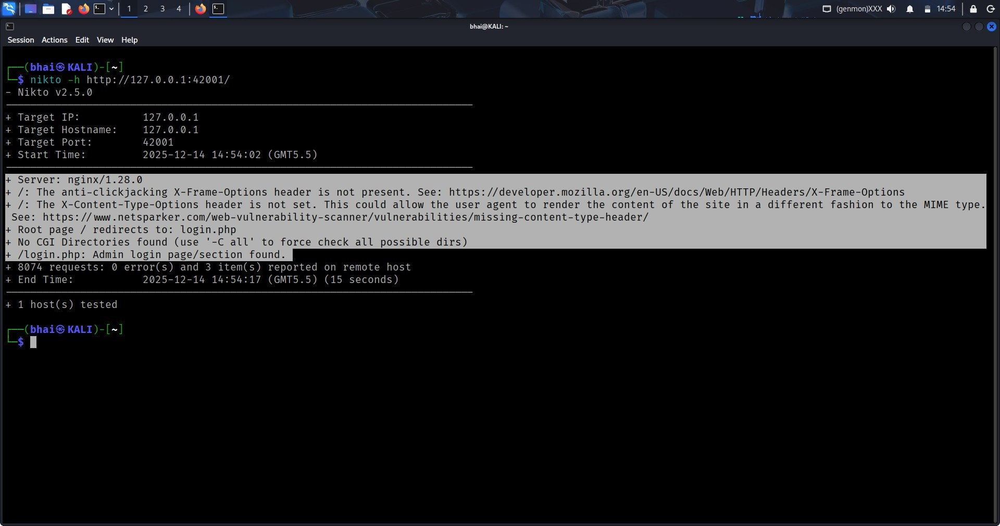 1 2 3 4 (genmon)XXX 14:54
bhai@KALI: ~
Session Actions Edit View Help
(bhai㉿KALI)-[~]
$ nikto -h http://127.0.0.1:42001/
- Nikto v2.5.0
+ Target IP: 127.0.0.1
+ Target Hostname: 127.0.0.1
+ Target Port: 42001
+ Start Time: 2025-12-14 14:54:02 (GMT5.5)
+ Server: nginx/1.28.0
+ /: The anti-clickjacking X-Frame-Options header is not present. See: https://developer.mozilla.org/en-US/docs/Web/HTTP/Headers/X-Frame-Options
+ /: The X-Content-Type-Options header is not set. This could allow the user agent to render the content of the site in a different fashion to the MIME type.
See: https://www.netsparker.com/web-vulnerability-scanner/vulnerabilities/missing-content-type-header/
+ Root page / redirects to: login.php
+ No CGI Directories found (use '-C all' to force check all possible dirs)
+ /login.php: Admin login page/section found.
+ 8074 requests: 0 error(s) and 3 item(s) reported on remote host
+ End Time: 2025-12-14 14:54:17 (GMT5.5) (15 seconds)
+ 1 host(s) tested
(bhai㉿KALI)-[~]
$